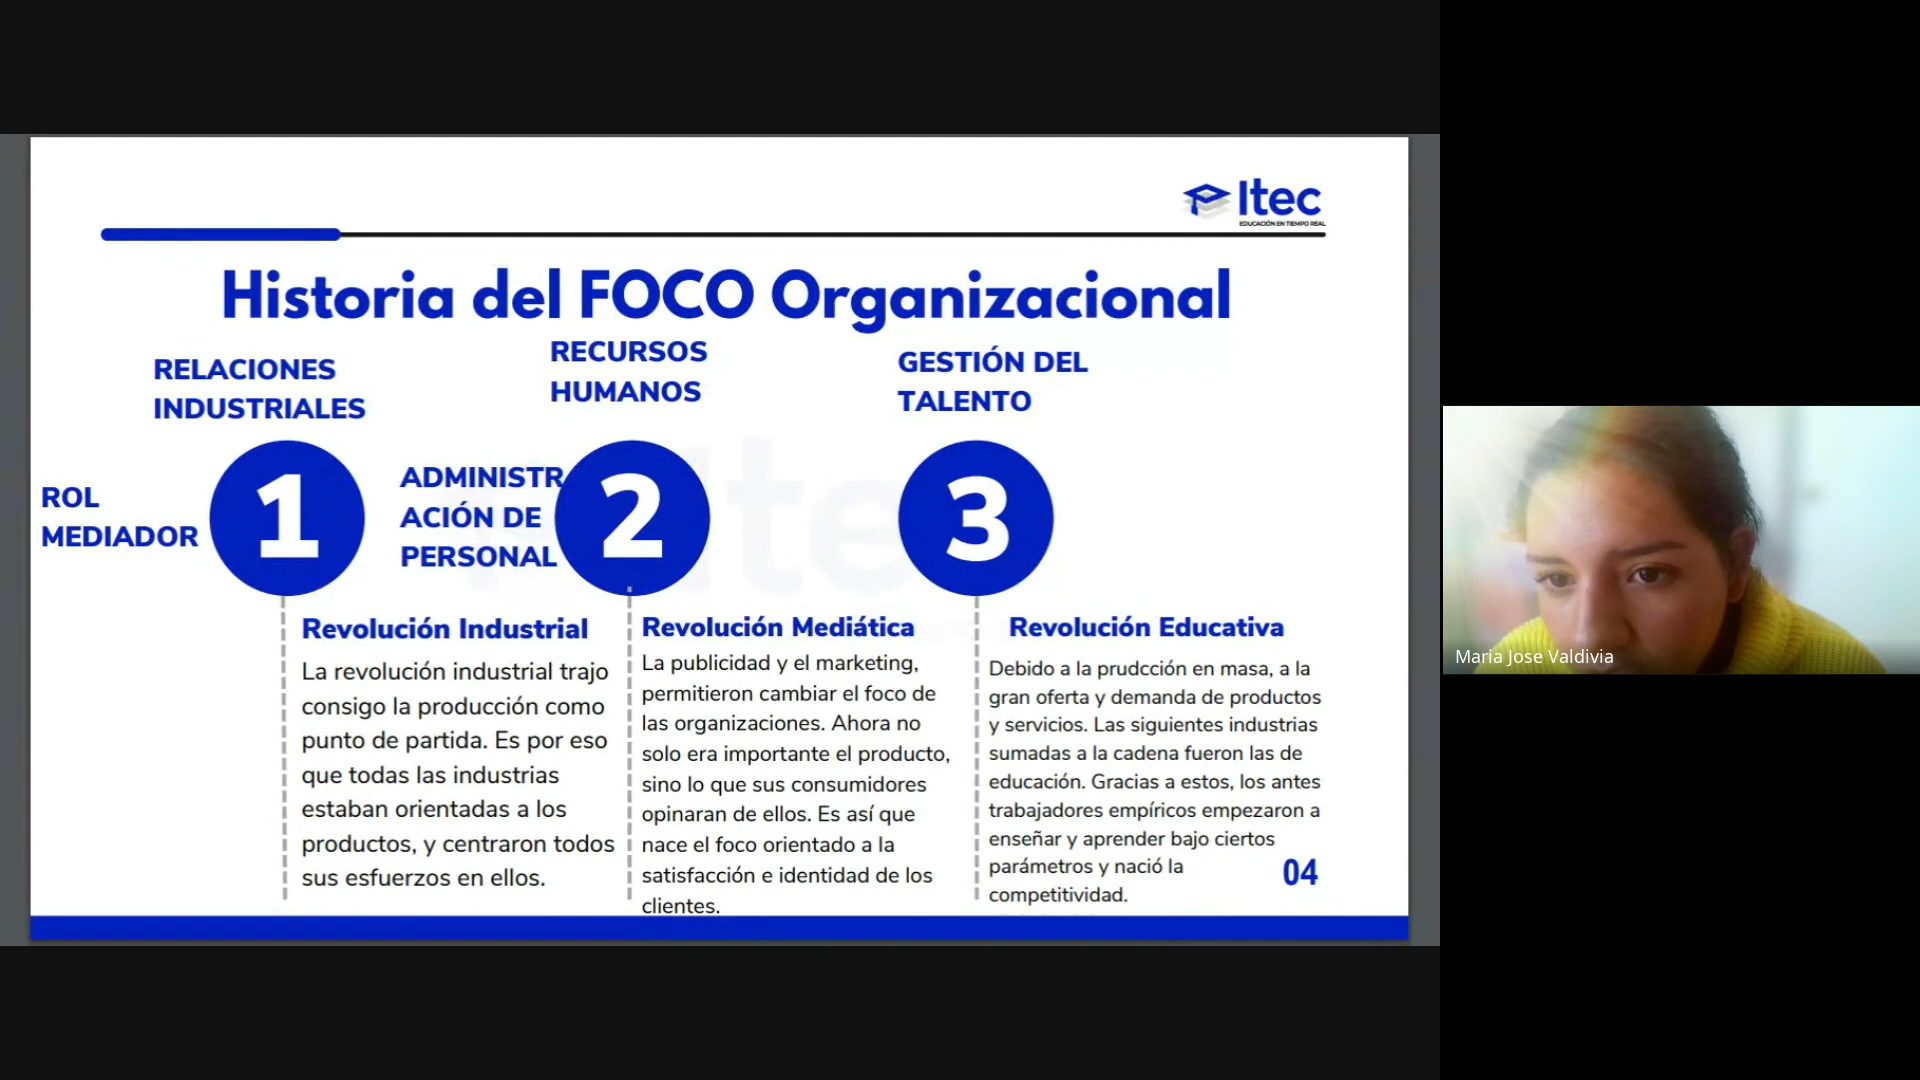 Itec
EDUCACIÓN EN TIEMPO REAL
Historia del FOCO Organizacional
RELACIONES
INDUSTRIALES
RECURSOS
HUMANOS
GESTIÓN DEL
TALENTO
ROL
MEDIADOR
1
ADMINISTR
ACIÓN DE
PERSONAL
2
3
Revolución Industrial
La revolución industrial trajo
consigo la producción como
punto de partida. Es por eso
que todas las industrias
estaban orientadas a los
productos, y centraron todos
sus esfuerzos en ellos.
Revolución Mediática
La publicidad y el marketing,
permitieron cambiar el foco de
las organizaciones. Ahora no
solo era importante el producto,
sino lo que sus consumidores
opinaran de ellos. Es así que
nace el foco orientado a la
satisfacción e identidad de los
clientes.
Revolución Educativa
Debido a la prudcción en masa, a la
gran oferta y demanda de productos
y servicios. Las siguientes industrias
sumadas a la cadena fueron las de
educación. Gracias a estos, los antes
trabajadores empíricos empezaron a
enseñar y aprender bajo ciertos
parámetros y nació la
competitividad.
04
Maria Jose Valdivia